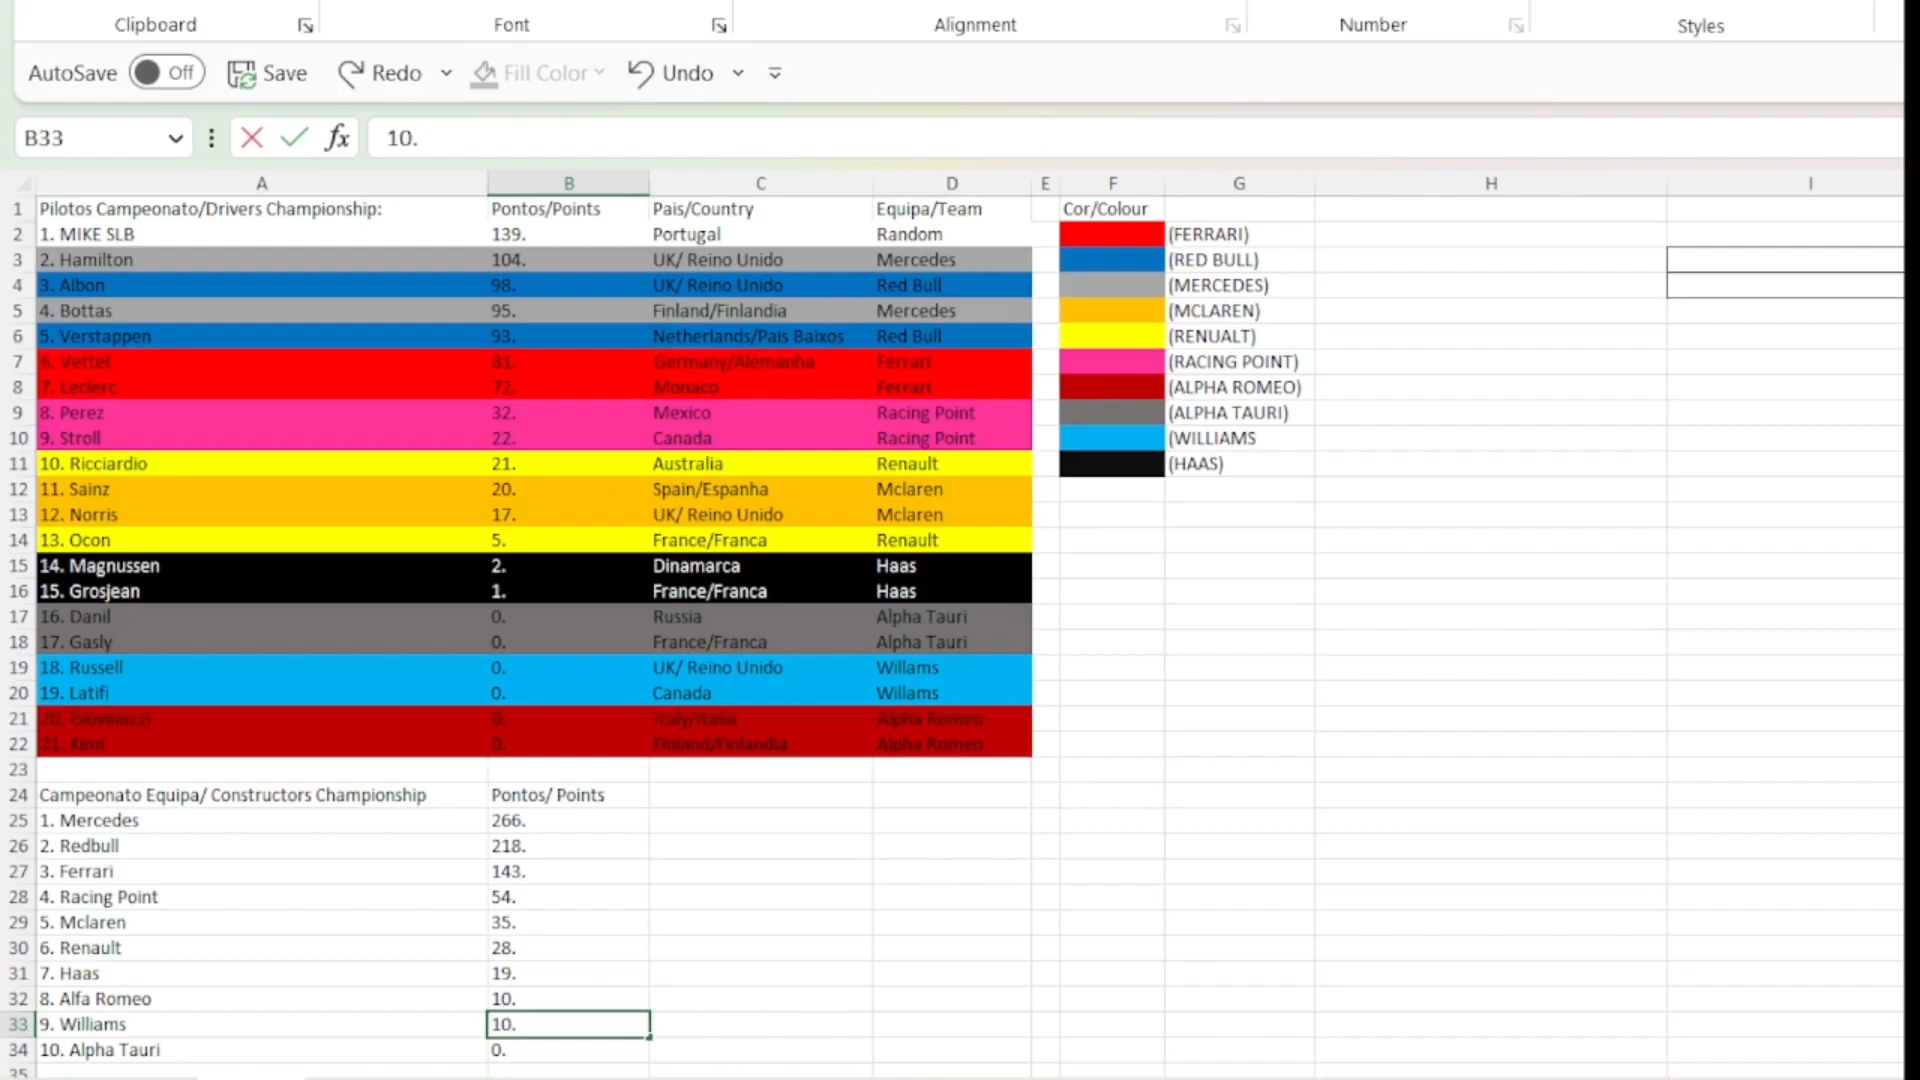 Clipboard Font Alignment Number Styles
AutoSave Off Save Redo Fill Color Undo
B33 fx 10.
A B C D E F G H I
1 Pilotos Campeonato/Drivers Championship: Pontos/Points Pais/Country Equipa/Team Cor/Colour
2 1. MIKE SLB 139. Portugal Random (FERRARI)
3 2. Hamilton 104. UK/ Reino Unido Mercedes (RED BULL)
4 3. Albon 98. UK/ Reino Unido Red Bull (MERCEDES)
5 4. Bottas 95. Finland/Finlandia Mercedes (MCLAREN)
6 5. Verstappen 93. Netherlands/Pais Baixos Red Bull (RENUALT)
7 6. Vettel 81. Germany/Alemanha Ferrari (RACING POINT)
8 7. Leclerc 72. Monaco Ferrari (ALPHA ROMEO)
9 8. Perez 32. Mexico Racing Point (ALPHA TAURI)
10 9. Stroll 22. Canada Racing Point (WILLIAMS
11 10. Ricciardio 21. Australia Renault (HAAS)
12 11. Sainz 20. Spain/Espanha Mclaren
13 12. Norris 17. UK/ Reino Unido Mclaren
14 13. Ocon 5. France/Franca Renault
15 14. Magnussen 2. Dinamarca Haas
16 15. Grosjean 1. France/Franca Haas
17 16. Danil 0. Russia Alpha Tauri
18 17. Gasly 0. France/Franca Alpha Tauri
19 18. Russell 0. UK/ Reino Unido Willams
20 19. Latifi 0. Canada Willams
21 20. Giovinazzi 0. Italy/Italia Alpha Romeo
22 21. Kimi 0. Finland/Finlandia Alpha Romeo
23
24 Campeonato Equipa/ Constructors Championship Pontos/ Points
25 1. Mercedes 266.
26 2. Redbull 218.
27 3. Ferrari 143.
28 4. Racing Point 54.
29 5. Mclaren 35.
30 6. Renault 28.
31 7. Haas 19.
32 8. Alfa Romeo 10.
33 9. Williams 10.
34 10. Alpha Tauri 0.
35